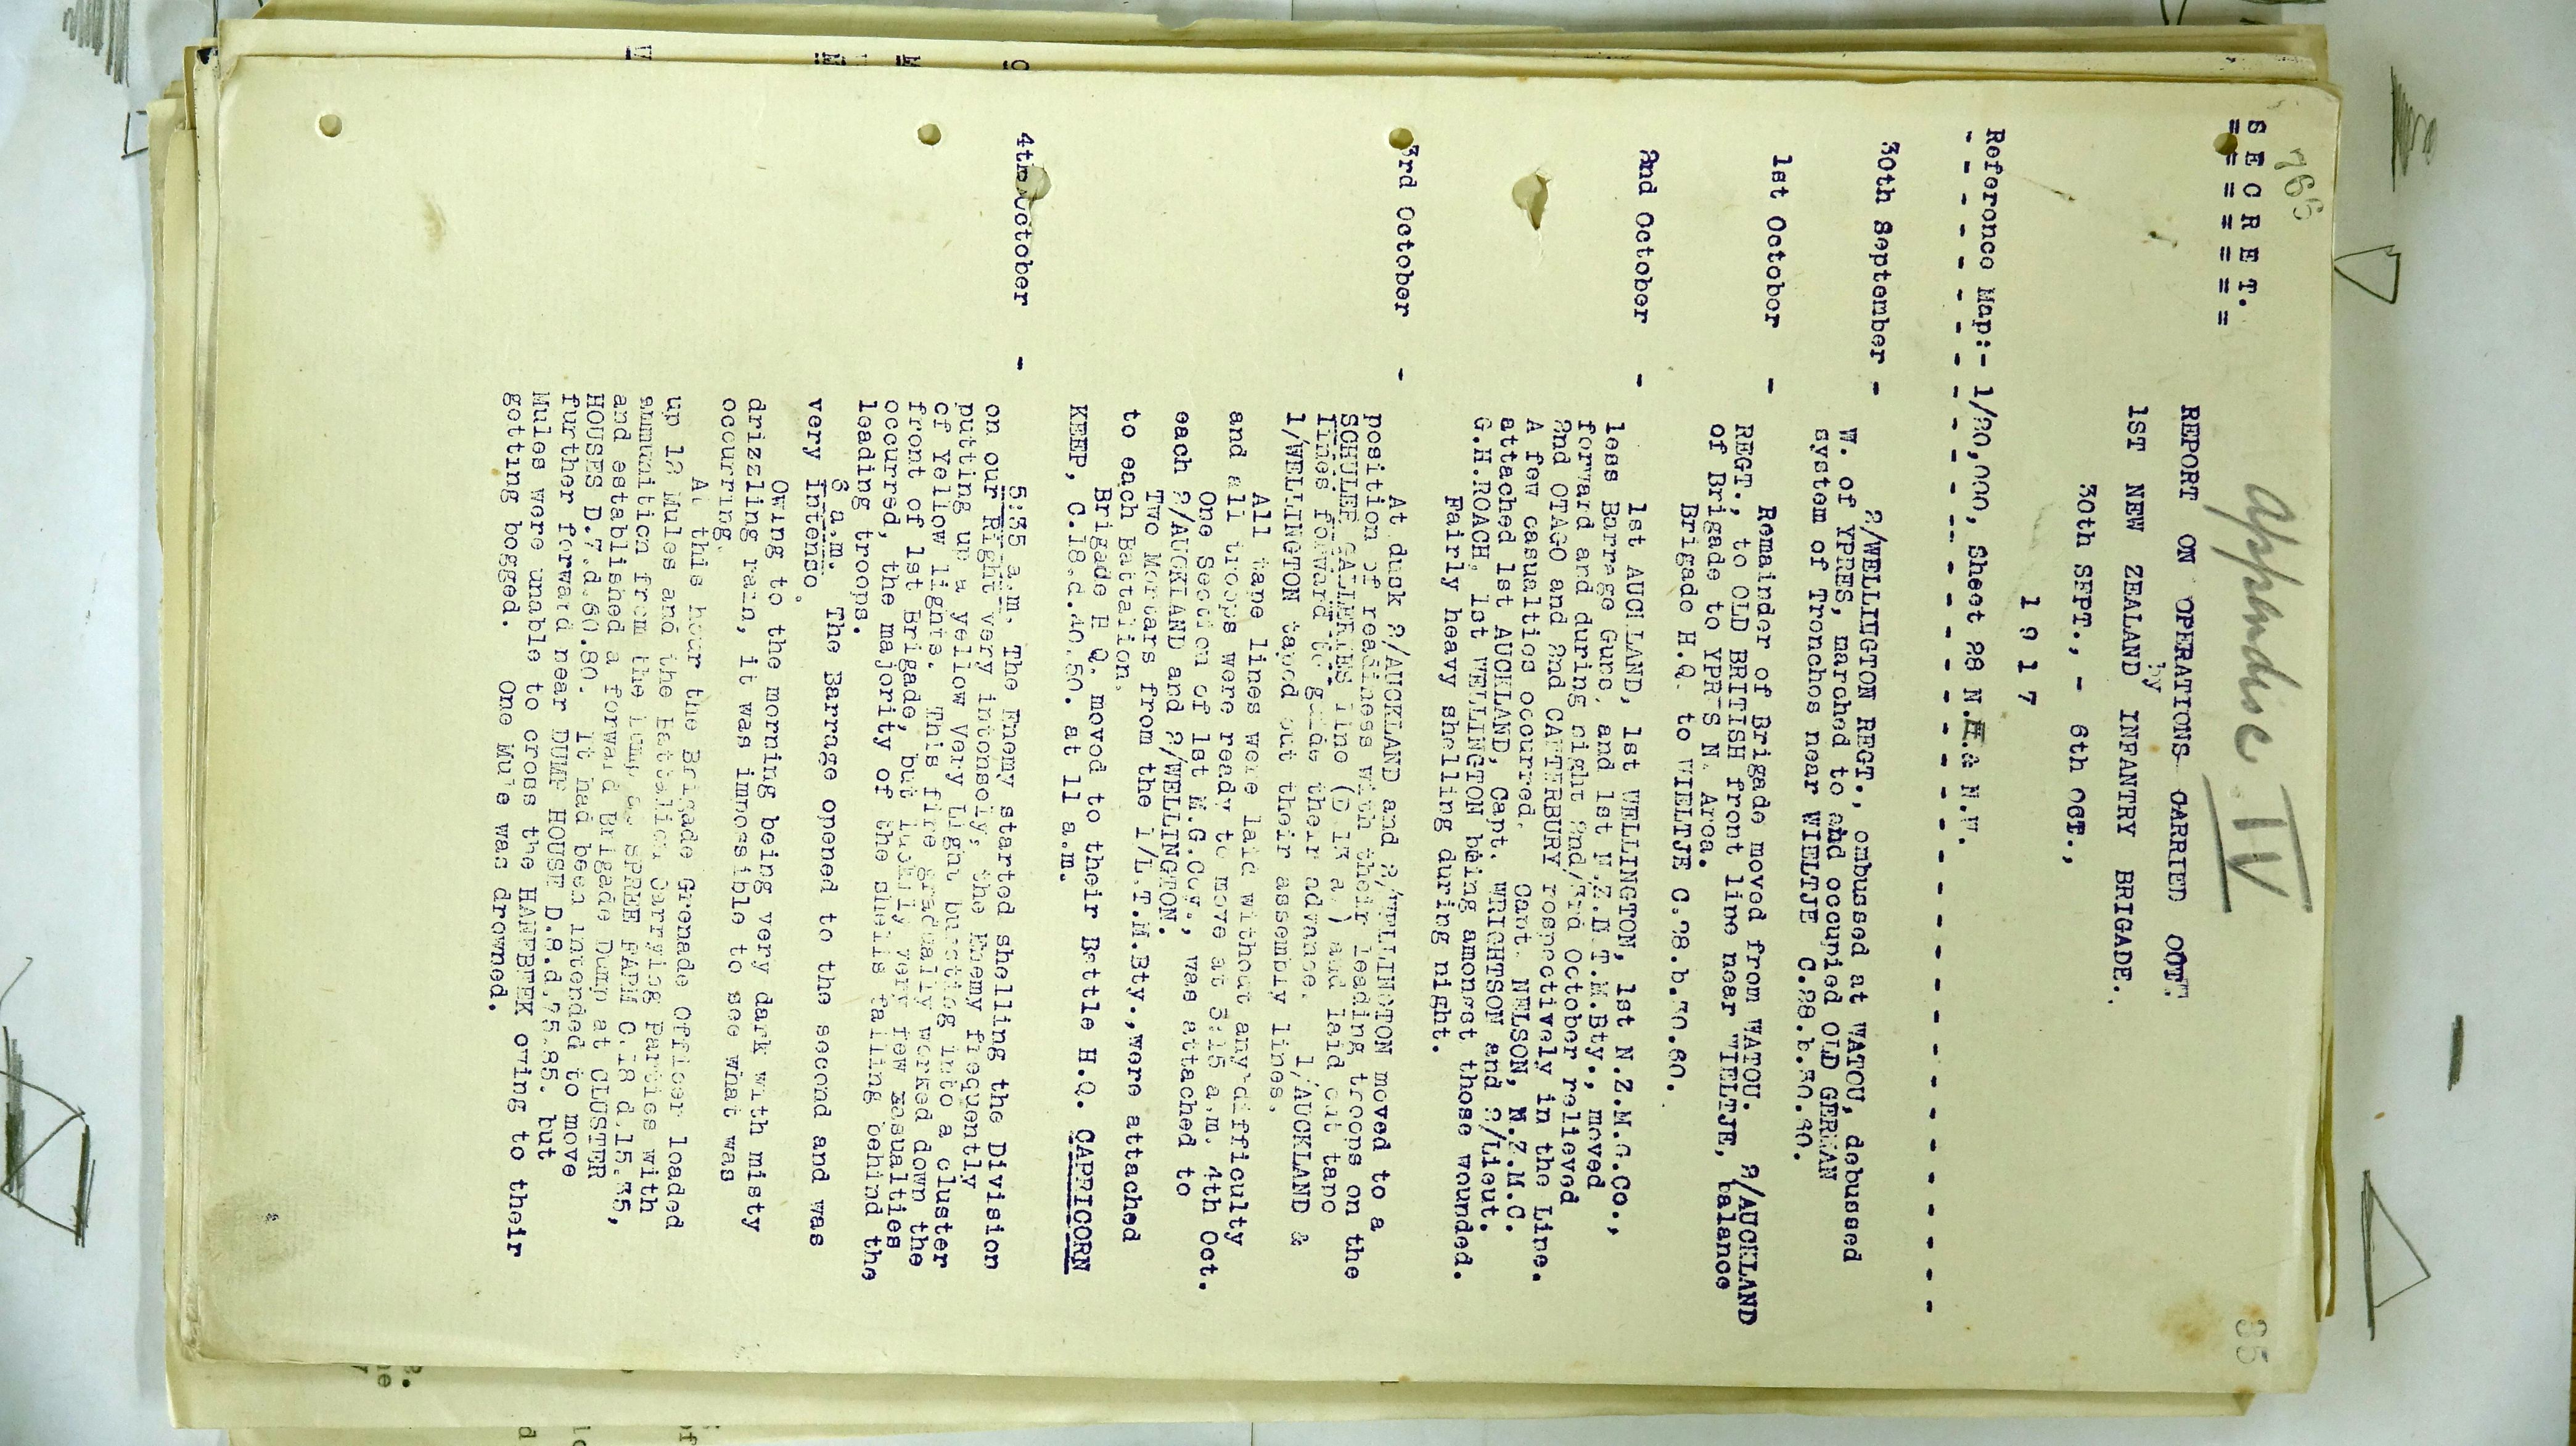 766
appendix IV
85
S E C R E T.
= = = = = = =
REPORT ON OPERATIONS CARRIED OUT
by
1ST NEW ZEALAND INFANTRY BRIGADE.
30th SEPT., - 6th OCT.,
1 9 1 7
Reference Map:- 1/20,000, Sheet 28 N.E.& N.W.
30th September - 2/WELLINGTON REGT., embussed at WATOU, debussed
W. of YPRES, marched to and occupied OLD GERMAN
system of Trenches near WIELTJE C.28.b.30.80.
1st October - Remainder of Brigade moved from WATOU. 2/AUCKLAND
REGT., to OLD BRITISH front line near WIELTJE, balance
of Brigade to YPRES N. Area.
Brigade H.Q. to WIELTJE C.28.b.30.60.
2nd October - 1st AUCKLAND, 1st WELLINGTON, 1st N.Z.M.G.Co.,
less Barrage Guns, and 1st N.Z.L.T.M.Bty., moved
forward and during night 2nd/3rd October relieved
2nd OTAGO and 2nd CANTERBURY respectively in the Line.
A few casualties occurred, Capt. NELSON, N.Z.M.C.
attached 1st AUCKLAND, Capt. WRIGHTSON and 2/Lieut.
G.H.ROACH, 1st WELLINGTON being amongst those wounded.
Fairly heavy shelling during night.
3rd October - At dusk 2/AUCKLAND and 2/WELLINGTON moved to a
position of readiness with their leading troops on the
SCHULER GALLERIES line and laid out tape
lines forward to guide their advance. 1/AUCKLAND &
1/WELLINGTON taped out their assembly lines.
All tape lines were laid without any difficulty
and all troops were ready to move at 3:15 a.m. 4th Oct.
One Section of 1st M.G.Coy., was attached to
each 2/AUCKLAND and 2/WELLINGTON.
Two Mortars from the 1/L.T.M.Bty., were attached
to each Battalion.
Brigade H.Q. moved to their Battle H.Q. CAPRICORN
KEEP, C.18.d.40.50. at 11 a.m.
4th October - 5:35 a.m. The Enemy started shelling the Division
on our Right very intensely, the Enemy frequently
putting up a yellow Very Light bursting into a cluster
of Yellow lights. This fire gradually worked down the
front of 1st Brigade, but luckily very few casualties
occurred, the majority of the shells falling behind the
leading troops.
6 a.m. The Barrage opened to the second and was
very intense.
Owing to the morning being very dark with misty
drizzling rain, it was impossible to see what was
occurring.
At this hour the Brigade Grenade Officer loaded
up 12 Mules and the Battalion Carrying Parties with
ammunition from the Dump at SPREE FARM C.18 d.15.35,
and established a forward Brigade Dump at CLUSTER
HOUSES D.7.d.60.80. It had been intended to move
further forward near DUMP HOUSE D.8.d.75.85. but
Mules were unable to cross the HANEBEEK owing to their
getting bogged. One Mule was drowned.